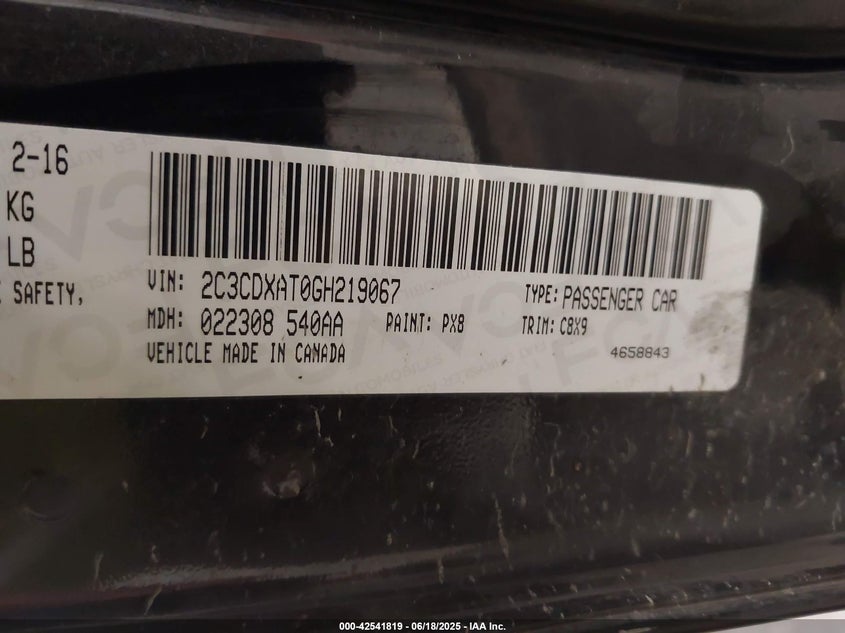 2-16
KG
LB
SAFETY,
VIN: 2C3CDXAT0GH219067
TYPE: PASSENGER CAR
MDH: 022308 540AA
PAINT: PX8
TRIM: C8X9
VEHICLE MADE IN CANADA
4658843
000-42541819 - 06/18/2025 - IAA Inc.